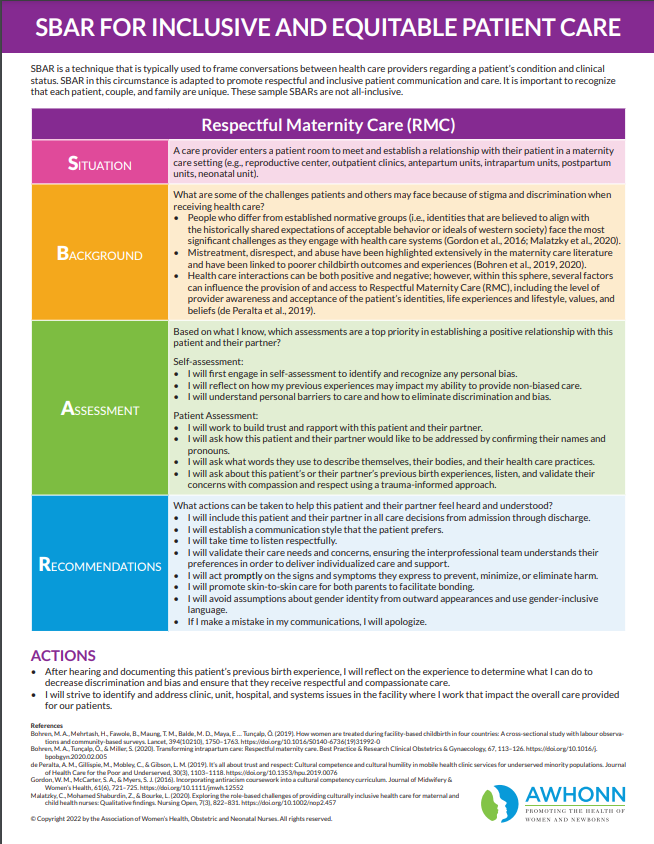 SBAR FOR INCLUSIVE AND EQUITABLE PATIENT CARE
SBAR is a technique that is typically used to frame conversations between health care providers regarding a patient's condition and clinical
status. SBAR in this circumstance is adapted to promote respectful and inclusive patient communication and care. It is important to recognize
that each patient, couple, and family are unique. These sample SBARs are not all-inclusive.
Respectful Maternity Care (RMC)
SITUATION
A care provider enters a patient room to meet and establish a relationship with their patient in a maternity
care setting (e.g., reproductive center, outpatient clinics, antepartum units, intrapartum units, postpartum
units, neonatal unit).
BACKGROUND
What are some of the challenges patients and others may face because of stigma and discrimination when
receiving health care?
• People who differ from established normative groups (i.e., identities that are believed to align with
the historically shared expectations of acceptable behavior or ideals of western society) face the most
significant challenges as they engage with health care systems (Gordon et al., 2016; Malatzky et al., 2020).
• Mistreatment, disrespect, and abuse have been highlighted extensively in the maternity care literature
and have been linked to poorer childbirth outcomes and experiences (Bohren et al., 2019, 2020).
• Health care interactions can be both positive and negative; however, within this sphere, several factors
can influence the provision of and access to Respectful Maternity Care (RMC), including the level of
provider awareness and acceptance of the patient's identities, life experiences and lifestyle, values, and
beliefs (de Peralta et al., 2019).
ASSESSMENT
Based on what I know, which assessments are a top priority in establishing a positive relationship with this
patient and their partner?
Self-assessment:
• I will first engage in self-assessment to identify and recognize any personal bias.
• I will reflect on how my previous experiences may impact my ability to provide non-biased care.
• I will understand personal barriers to care and how to eliminate discrimination and bias.
Patient Assessment:
• I will work to build trust and rapport with this patient and their partner.
• I will ask how this patient and their partner would like to be addressed by confirming their names and
pronouns.
• I will ask what words they use to describe themselves, their bodies, and their health care practices.
• I will ask about this patient's or their partner's previous birth experiences, listen, and validate their
concerns with compassion and respect using a trauma-informed approach.
RECOMMENDATIONS
What actions can be taken to help this patient and their partner feel heard and understood?
• I will include this patient and their partner in all care decisions from admission through discharge.
• I will establish a communication style that the patient prefers.
• I will take time to listen respectfully.
• I will validate their care needs and concerns, ensuring the interprofessional team understands their
preferences in order to deliver individualized care and support.
• I will act promptly on the signs and symptoms they express to prevent, minimize, or eliminate harm.
• I will promote skin-to-skin care for both parents to facilitate bonding.
• I will avoid assumptions about gender identity from outward appearances and use gender-inclusive
language.
• If I make a mistake in my communications, I will apologize.
ACTIONS
• After hearing and documenting this patient's previous birth experience, I will reflect on the experience to determine what I can do to
decrease discrimination and bias and ensure that they receive respectful and compassionate care.
• I will strive to identify and address clinic, unit, hospital, and systems issues in the facility where I work that impact the overall care provided
for our patients.
References
Bohren, M. A., Mehrtash, H., Fawole, B., Maung, T. M., Balde, M. D., Maya, E ... Tunçalp, Ö. (2019). How women are treated during facility-based childbirth in four countries: A cross-sectional study with labour observa-
tions and community-based surveys. Lancet, 394(10210), 1750–1763. https://doi.org/10.1016/S0140-6736(19)31992-0
Bohren, M. A., Tunçalp, Ö., & Miller, S. (2020). Transforming intrapartum care: Respectful maternity care. Best Practice & Research Clinical Obstetrics & Gynaecology, 67, 113–126. https://doi.org/10.1016/j.
bpobgyn.2020.02.005
de Peralta, A. M., Gillispie, M., Mobley, C., & Gibson, L. M. (2019). It's all about trust and respect: Cultural competence and cultural humility in mobile health clinic services for underserved minority populations. Journal
of Health Care for the Poor and Underserved, 30(3), 1103–1118. https://doi.org/10.1353/hpu.2019.0076
Gordon, W. M., McCarter, S. A., & Myers, S. J. (2016). Incorporating antiracism coursework into a cultural competency curriculum. Journal of Midwifery &
Women's Health, 61(6), 721–725. https://doi.org/10.1111/jmwh.12552
Malatzky, C., Mohamed Shaburdin, Z., & Bourke, L. (2020). Exploring the role-based challenges of providing culturally inclusive health care for maternal and
child health nurses: Qualitative findings. Nursing Open, 7(3), 822–831. https://doi.org/10.1002/nop2.457
© Copyright 2022 by the Association of Women's Health, Obstetric and Neonatal Nurses. All rights reserved.
AWHONN
PROMOTING THE HEALTH OF
WOMEN AND NEWBORNS